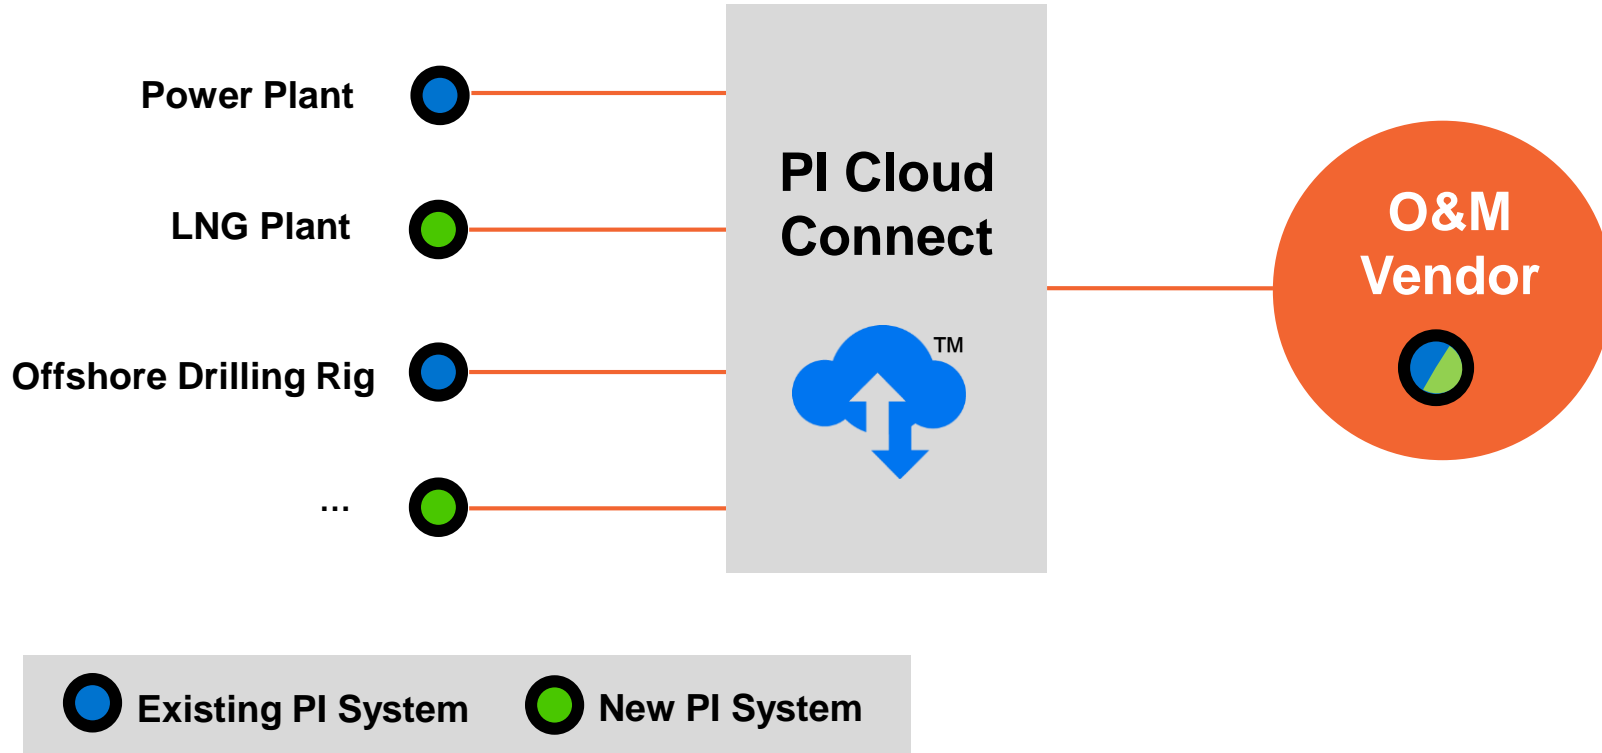 Power Plant
LNG Plant
Offshore Drilling Rig
...
PI Cloud
Connect
TM
O&M
Vendor
Existing PI System
New PI System